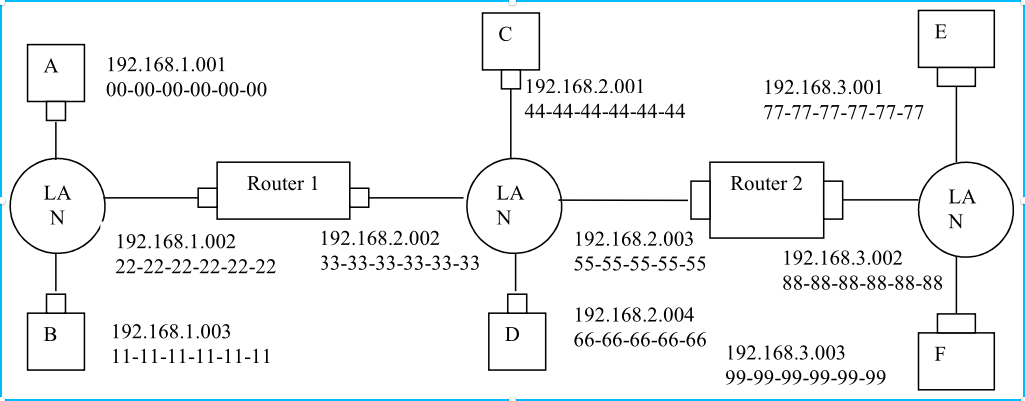 A
192.168.1.001
00-00-00-00-00-00
LA
N
Router 1
192.168.1.002
22-22-22-22-22-22
B
192.168.1.003
11-11-11-11-11-11
C
192.168.2.001
44-44-44-44-44-44
192.168.2.002
33-33-33-33-33-33
LA
N
D
192.168.2.003
55-55-55-55-55
192.168.2.004
66-66-66-66-66
Router 2
E
192.168.3.001
77-77-77-77-77-77
LA
N
192.168.3.002
88-88-88-88-88-88
F
192.168.3.003
99-99-99-99-99-99